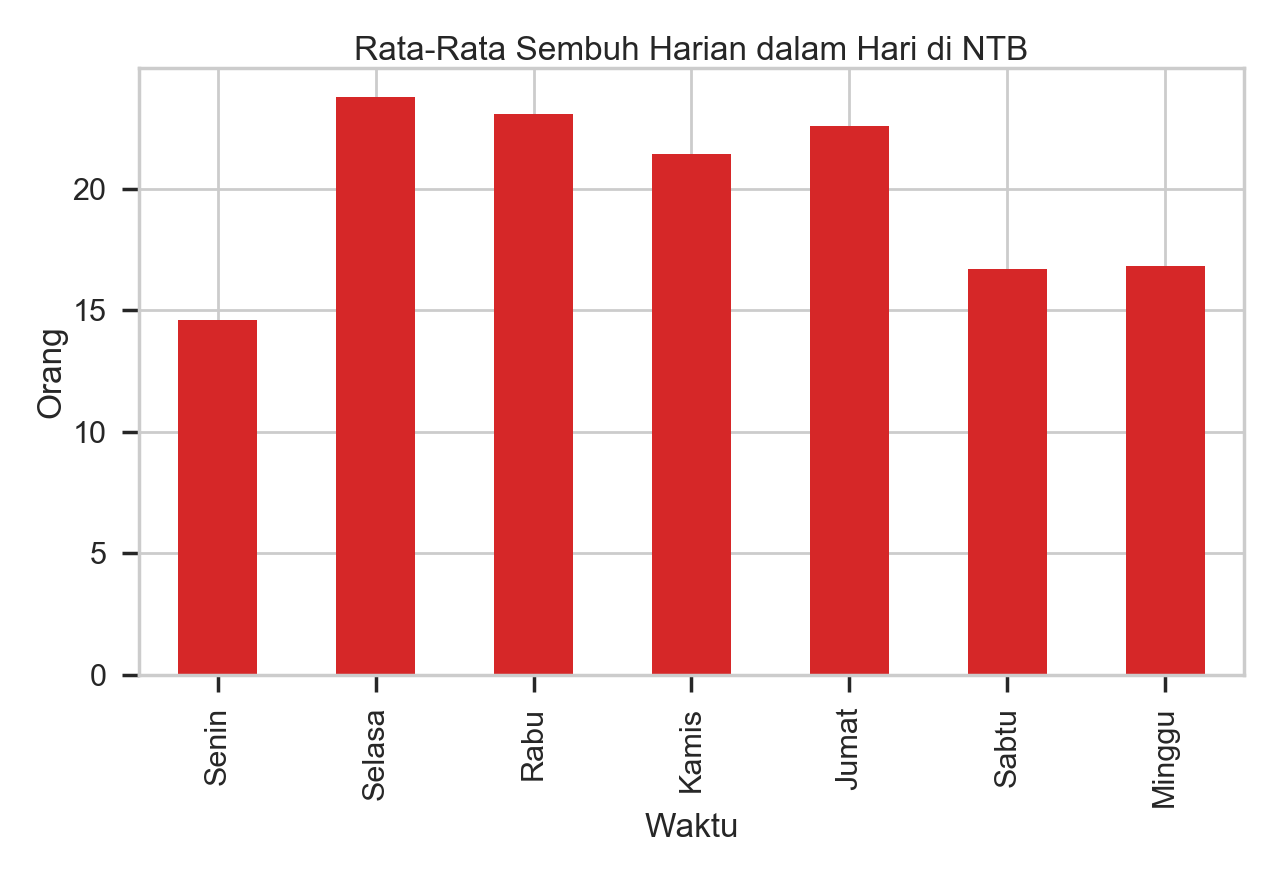 Rata-Rata Sembuh Harian dalam Hari di NTB
Orang
20
15
10
5
0
Senin
Selasa
Rabu
Kamis
Jumat
Sabtu
Minggu
Waktu